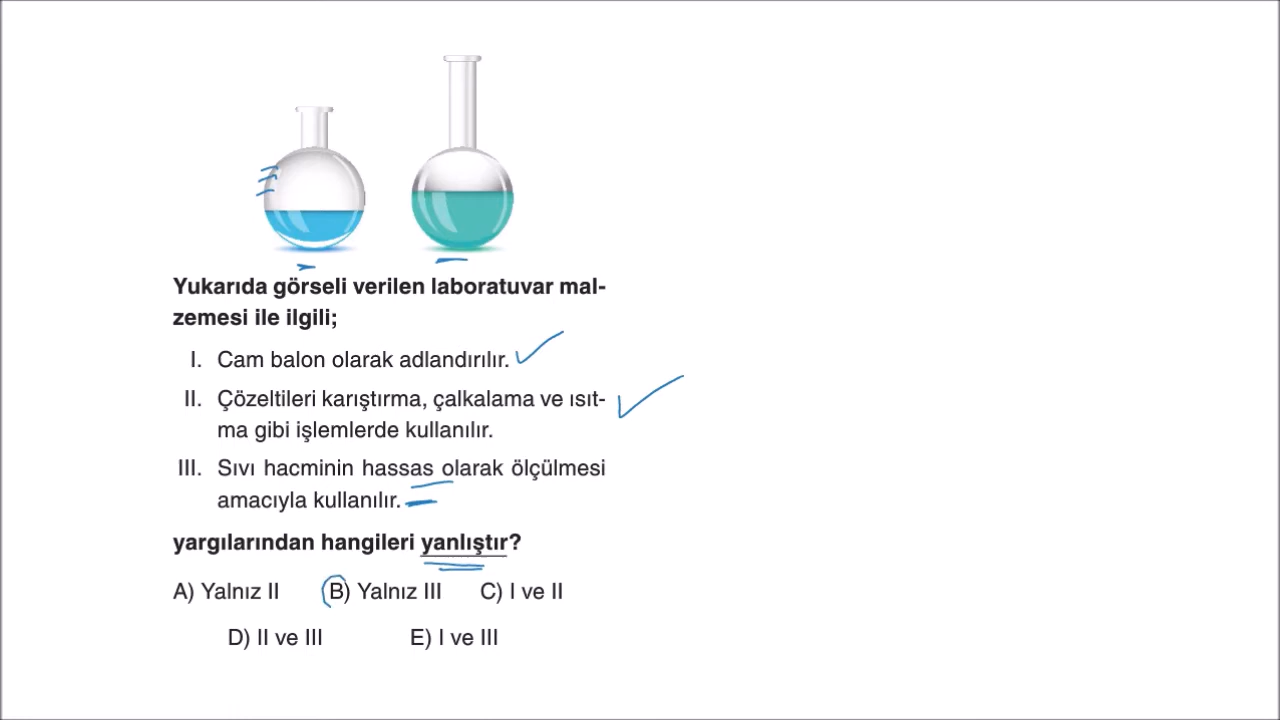 Yukarıda görseli verilen laboratuvar mal-
zemesi ile ilgili;
I. Cam balon olarak adlandırılır.
II. Çözeltileri karıştırma, çalkalama ve ısıt-
ma gibi işlemlerde kullanılır.
III. Sıvı hacminin hassas olarak ölçülmesi
amacıyla kullanılır.
yargılarından hangileri yanlıştır?
A) Yalnız II B) Yalnız III C) I ve II
D) II ve III E) I ve III